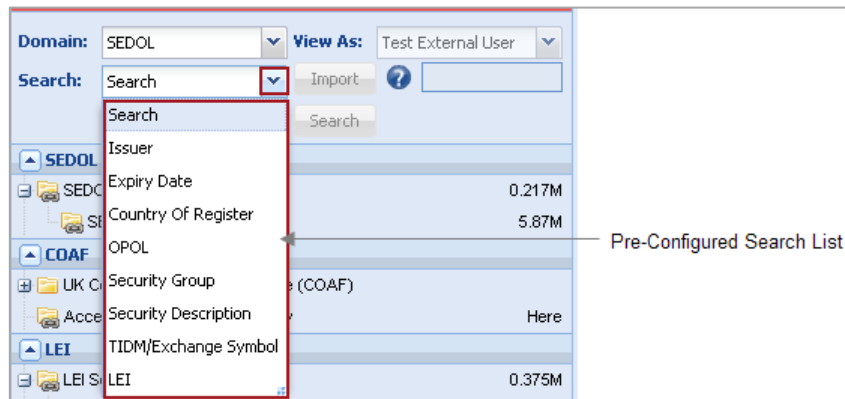 Domain: SEDOL View As: Test External User
Search: Search Import ?
Search Search
Issuer
SEDOL
Expiry Date
SEDO 0.217M
Country Of Register
5.87M
OPOL
Pre-Configured Search List
COAF
Security Group
UK C (COAF)
Security Description
Acce Here
TIDM/Exchange Symbol
LEI
LEI
LEI S 0.375M